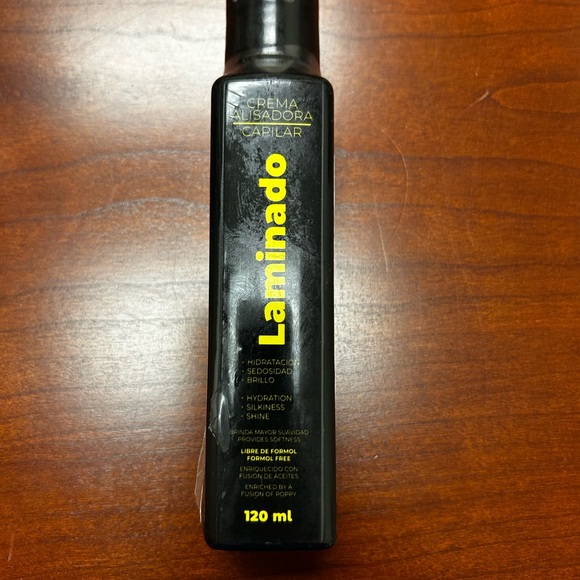 CREMA
ALISADORA
CAPILAR
Laminado
• HIDRATACION
• SEDOSIDAD
• BRILLO
• HYDRATION
• SILKINESS
• SHINE
BRINDA MAYOR SUAVIDAD
PROVIDES SOFTNESS
LIBRE DE FORMOL
FORMOL FREE
ENRIQUECIDO CON
FUSION DE ACEITES
ENRICHED BY A
FUSION OF POPPY
120 ml